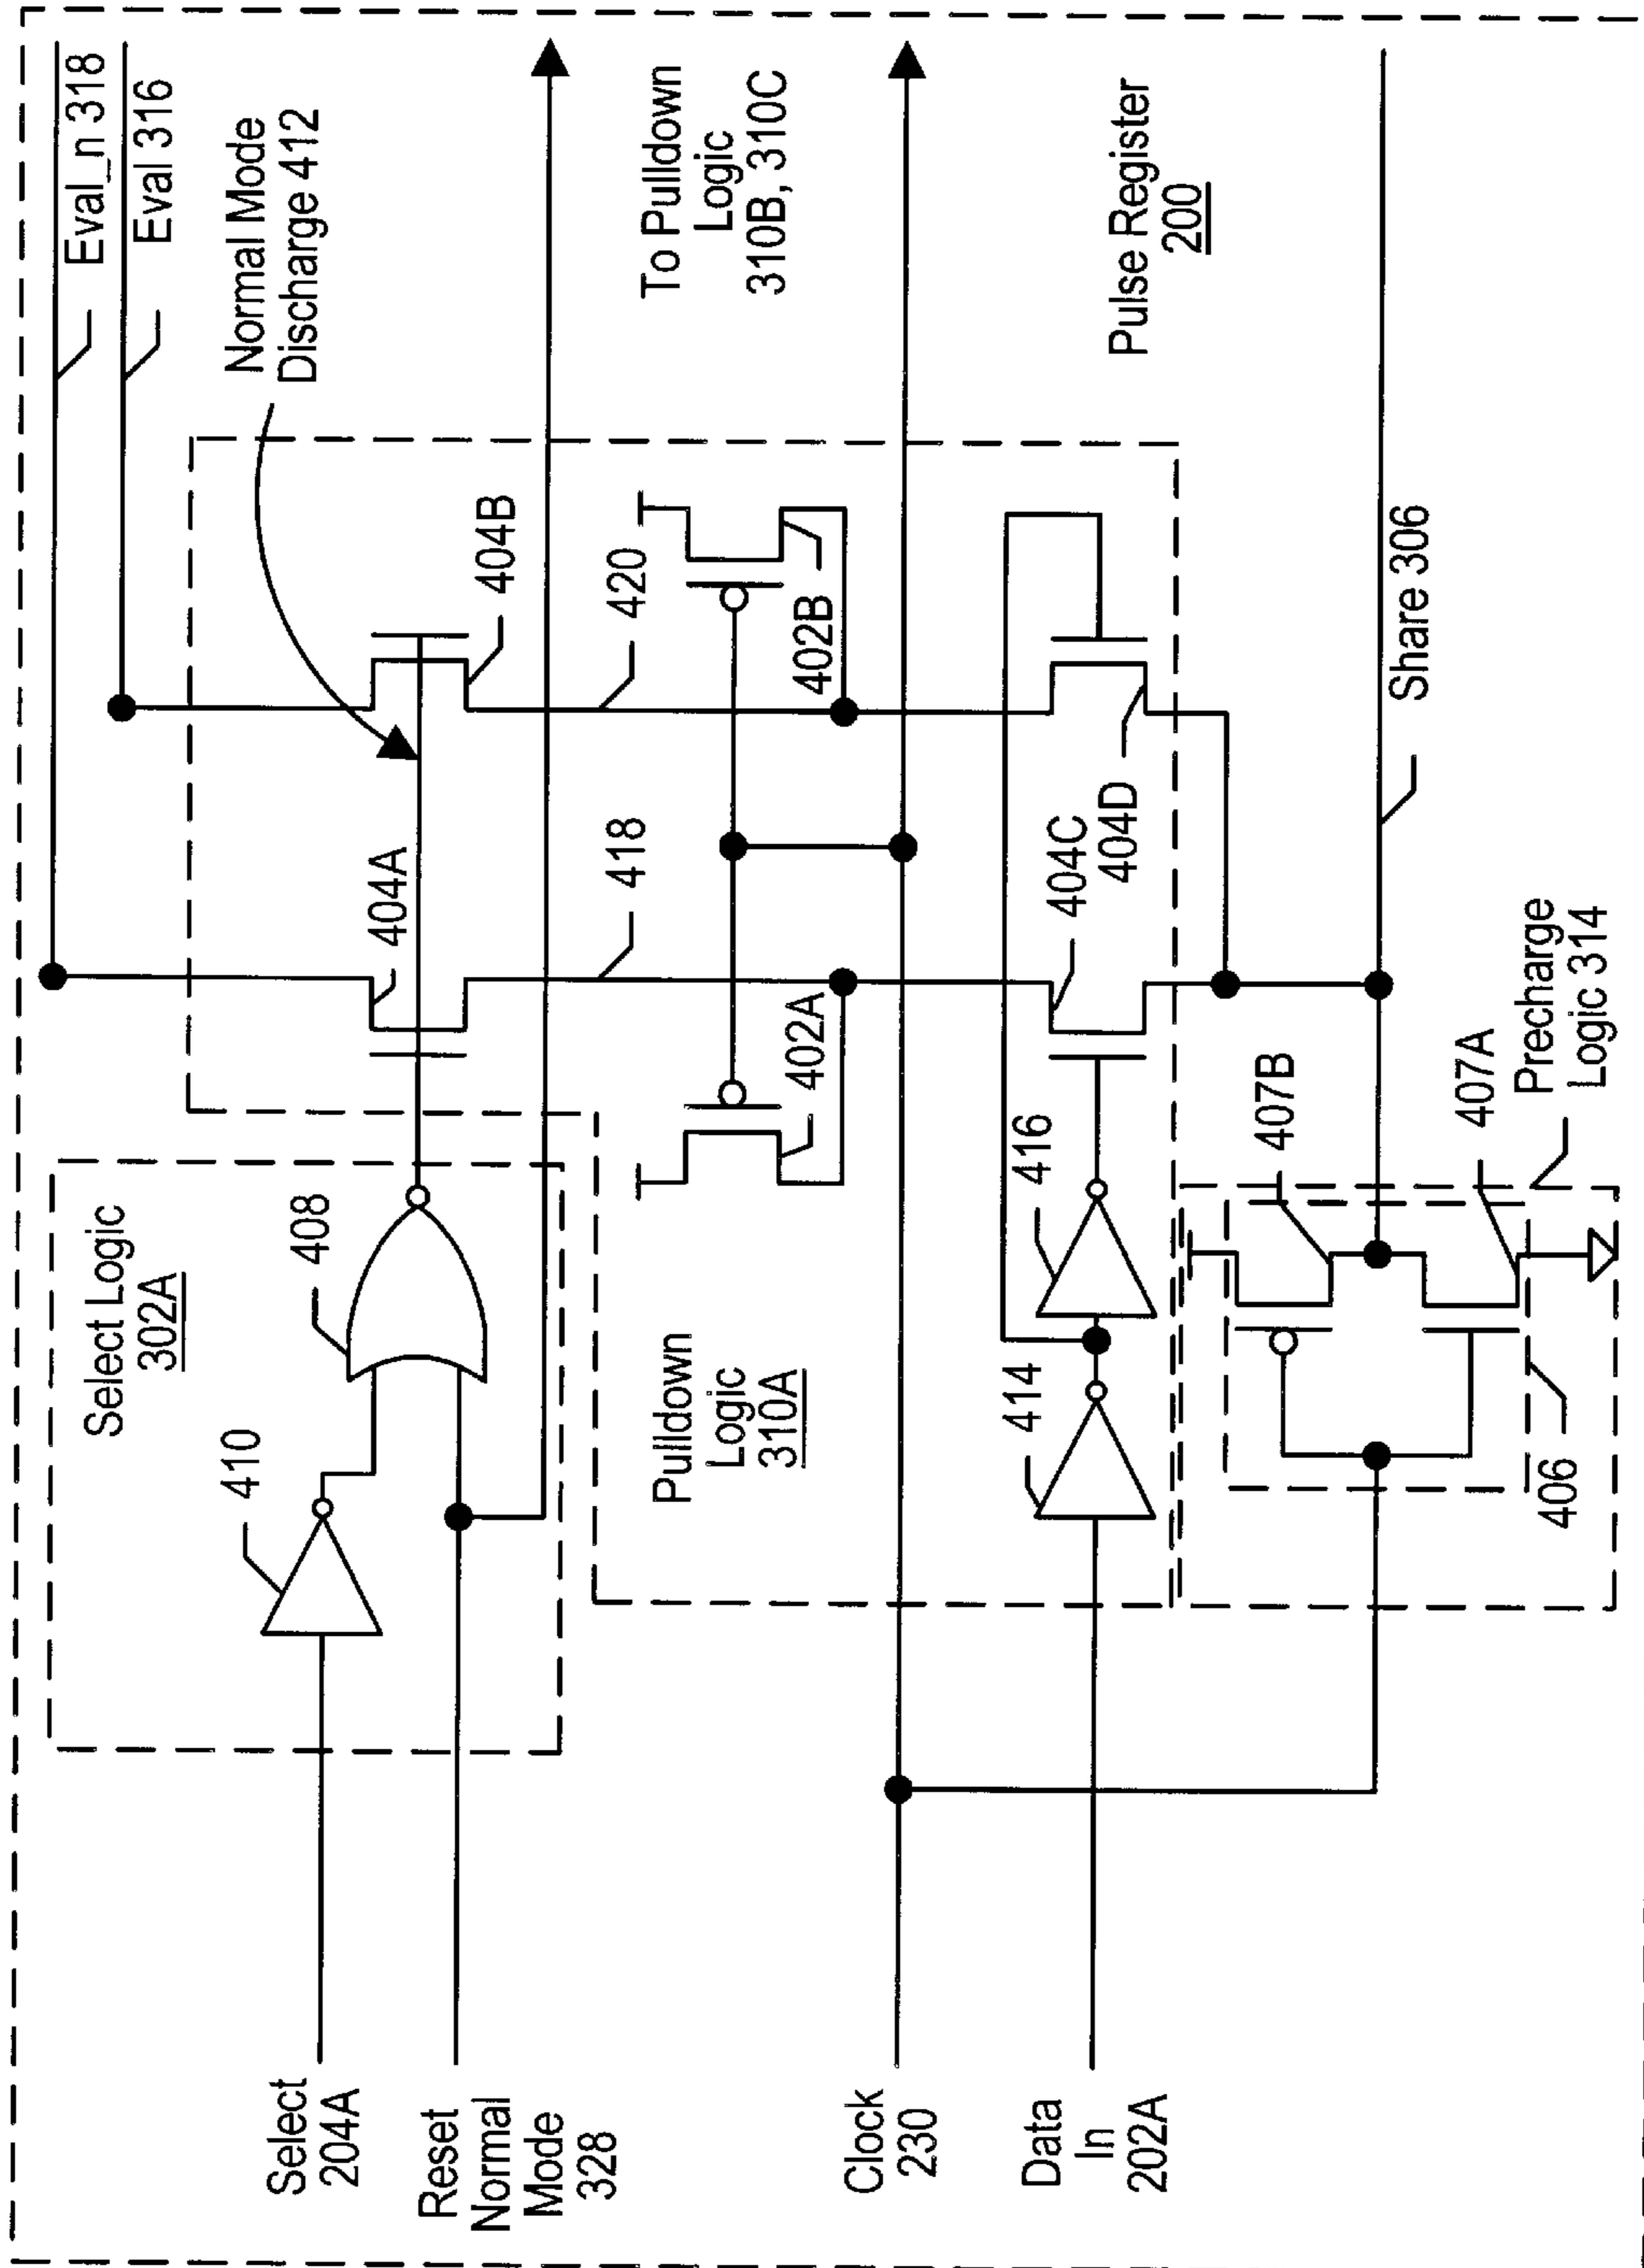 Eval_n 318
Eval 316
Normal Mode
Discharge 412
Select Logic
302A
408
410
404A
404B
418
420
To Pulldown
Logic
310B, 310C
402A
402B
Pulldown
Logic
310A
414
416
404C
404D
Pulse Register
200
407B
407A
406
Precharge
Logic 314
Share 306
Select
204A
Reset
Normal
Mode
328
Clock
230
Data
In
202A